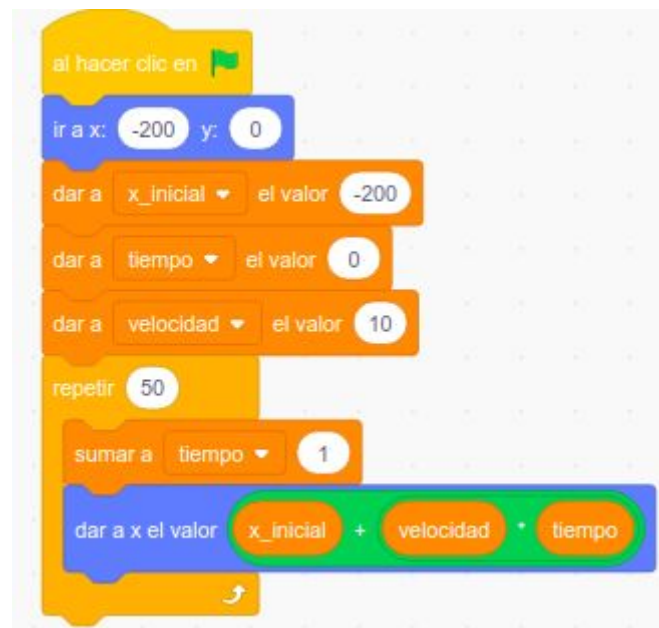 al hacer clic en
ir a x: -200 y: 0
dar a x_inicial el valor -200
dar a tiempo el valor 0
dar a velocidad el valor 10
repetir 50
sumar a tiempo 1
dar a x el valor x_inicial + velocidad * tiempo